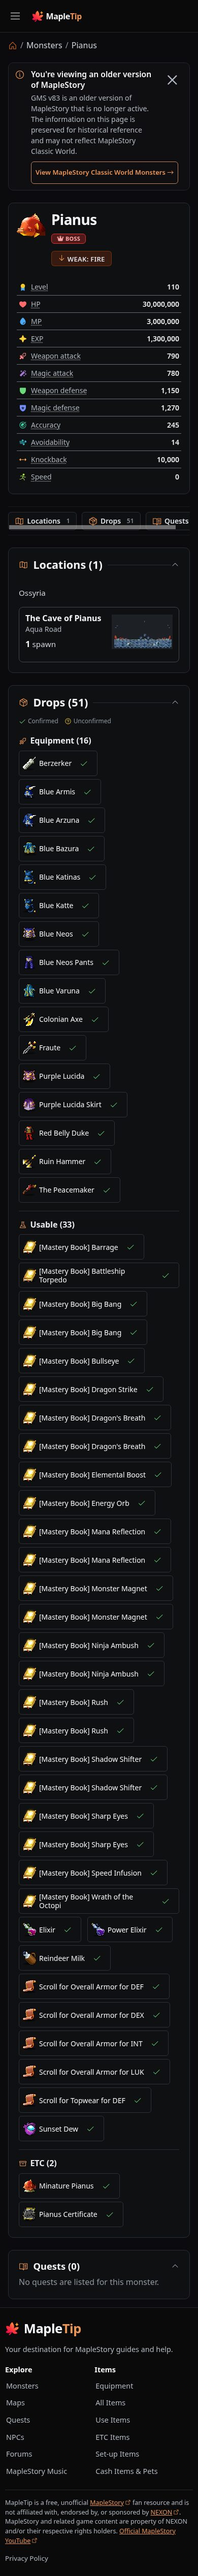 MapleTip
/ Monsters / Pianus
You're viewing an older version
of MapleStory
GMS v83 is an older version of
MapleStory that is no longer active.
The information on this page is
preserved for historical reference
and may not reflect MapleStory
Classic World.
View MapleStory Classic World Monsters →
Pianus
BOSS
WEAK: FIRE
Level 110
HP 30,000,000
MP 3,000,000
EXP 1,300,000
Weapon attack 790
Magic attack 780
Weapon defense 1,150
Magic defense 1,270
Accuracy 245
Avoidability 14
Knockback 10,000
Speed 0
Locations 1 Drops 51 Quests
Locations (1)
Ossyria
The Cave of Pianus
Aqua Road
1 spawn
Drops (51)
Confirmed Unconfirmed
Equipment (16)
Berzerker
Blue Armis
Blue Arzuna
Blue Bazura
Blue Katinas
Blue Katte
Blue Neos
Blue Neos Pants
Blue Varuna
Colonian Axe
Fraute
Purple Lucida
Purple Lucida Skirt
Red Belly Duke
Ruin Hammer
The Peacemaker
Usable (33)
[Mastery Book] Barrage
[Mastery Book] Battleship
Torpedo
[Mastery Book] Big Bang
[Mastery Book] Big Bang
[Mastery Book] Bullseye
[Mastery Book] Dragon Strike
[Mastery Book] Dragon's Breath
[Mastery Book] Dragon's Breath
[Mastery Book] Elemental Boost
[Mastery Book] Energy Orb
[Mastery Book] Mana Reflection
[Mastery Book] Mana Reflection
[Mastery Book] Monster Magnet
[Mastery Book] Monster Magnet
[Mastery Book] Ninja Ambush
[Mastery Book] Ninja Ambush
[Mastery Book] Rush
[Mastery Book] Rush
[Mastery Book] Shadow Shifter
[Mastery Book] Shadow Shifter
[Mastery Book] Sharp Eyes
[Mastery Book] Sharp Eyes
[Mastery Book] Speed Infusion
[Mastery Book] Wrath of the
Octopi
Elixir Power Elixir
Reindeer Milk
Scroll for Overall Armor for DEF
Scroll for Overall Armor for DEX
Scroll for Overall Armor for INT
Scroll for Overall Armor for LUK
Scroll for Topwear for DEF
Sunset Dew
ETC (2)
Minature Pianus
Pianus Certificate
Quests (0)
No quests are listed for this monster.
MapleTip
Your destination for MapleStory guides and help.
Explore Items
Monsters Equipment
Maps All Items
Quests Use Items
NPCs ETC Items
Forums Set-up Items
MapleStory Music Cash Items & Pets
MapleTip is a free, unofficial MapleStory fan resource and is
not affiliated with, endorsed by, or sponsored by NEXON.
MapleStory and related game content are property of NEXON
and/or their respective rights holders. Official MapleStory
YouTube
Privacy Policy